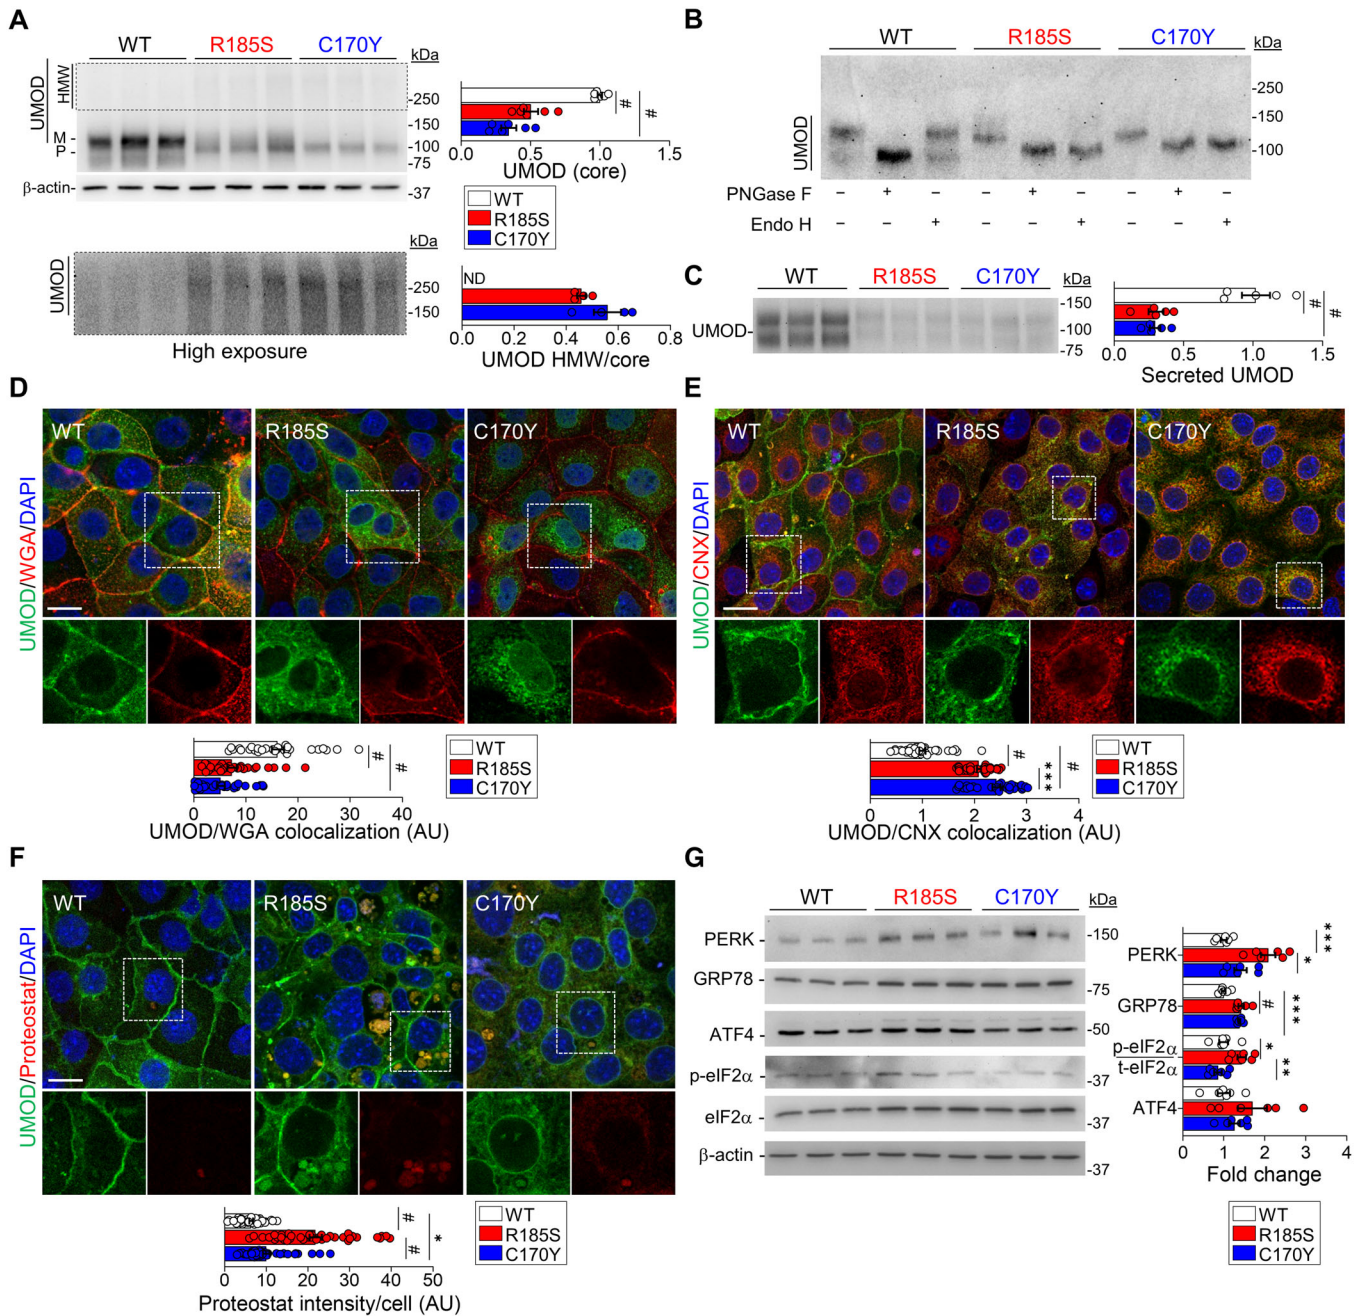 A
WT R185S C170Y
kDa
UMOD
HMW
-250
-150
M -
P -
-100
-75
β-actin-
-37
0.0 0.5 1.0 1.5
UMOD (core)
# #
WT
R185S
C170Y
kDa
UMOD
-250
-150
High exposure
ND
0.0 0.2 0.4 0.6 0.8
UMOD HMW/core
B
WT R185S C170Y
kDa
-250
-150
-100
UMOD
PNGase F – + – – + – – + –
Endo H – – + – – + – – +
C
WT R185S C170Y
kDa
-150
UMOD-
-100
-75
# #
0.0 0.5 1.0 1.5
Secreted UMOD
D
UMOD/WGA/DAPI
WT R185S C170Y
# #
0 10 20 30 40
UMOD/WGA colocalization (AU)
WT
R185S
C170Y
E
UMOD/CNX/DAPI
WT R185S C170Y
# *** #
0 1 2 3 4
UMOD/CNX colocalization (AU)
WT
R185S
C170Y
F
UMOD/Proteostat/DAPI
WT R185S C170Y
# # *
0 10 20 30 40 50
Proteostat intensity/cell (AU)
WT
R185S
C170Y
G
WT R185S C170Y
kDa
PERK -
-150
GRP78 -
-75
ATF4 -
-50
p-eIF2α -
-37
eIF2α -
-37
β-actin -
-37
PERK
* ***
GRP78
# ***
p-eIF2α
t-eIF2α
* **
ATF4
0 1 2 3 4
Fold change
WT
R185S
C170Y